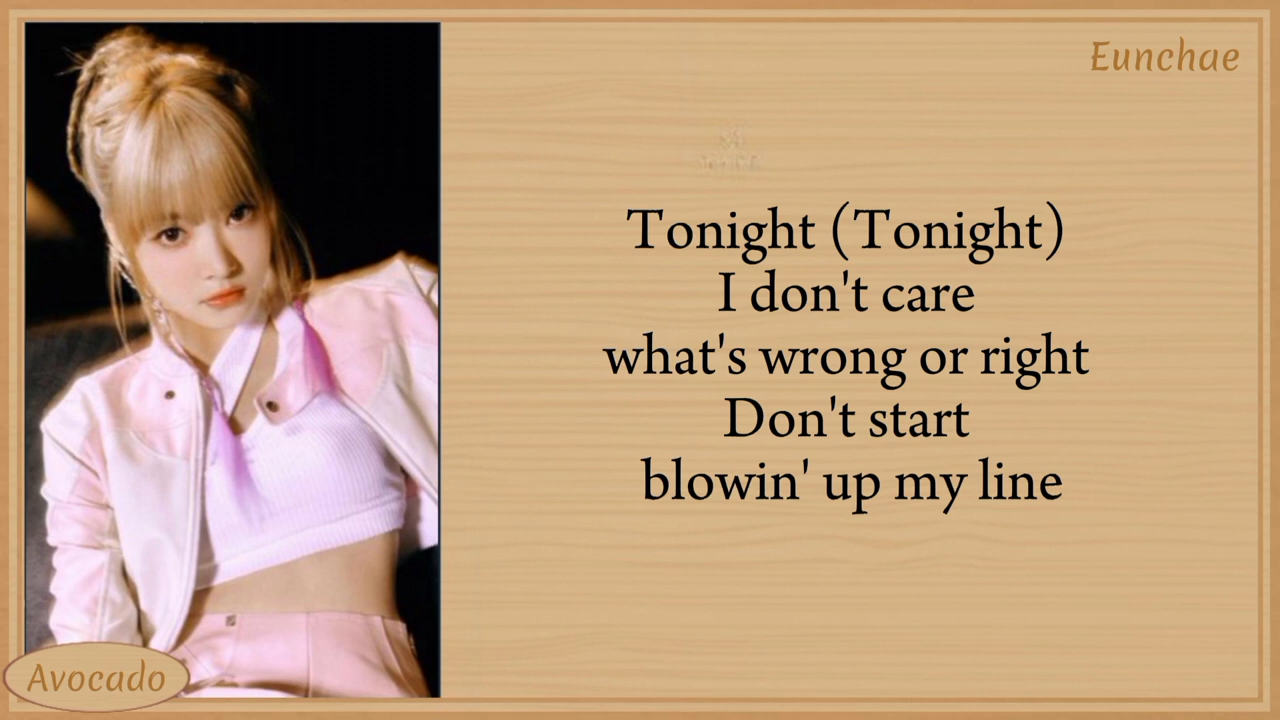 Eunchae
Tonight (Tonight)
I don't care
what's wrong or right
Don't start
blowin' up my line
Avocado